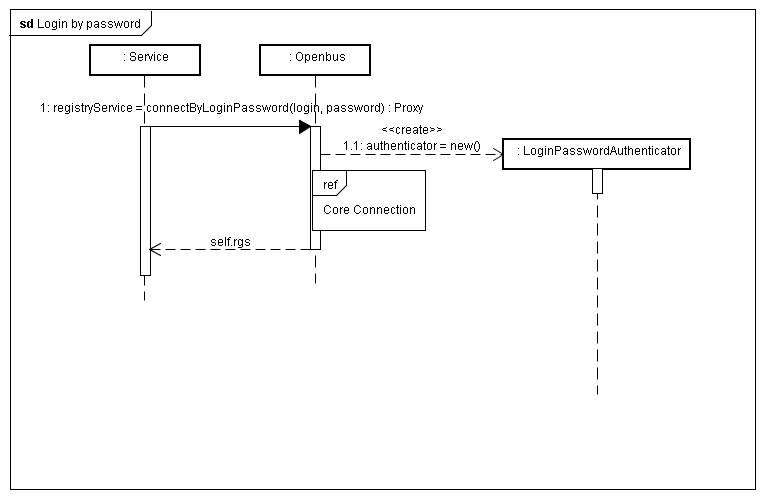 sd Login by password
: Service
: Openbus
1: registryService = connectByLoginPassword(login, password) : Proxy
<<create>>
1.1: authenticator = new()
: LoginPasswordAuthenticator
ref
Core Connection
self.rgs